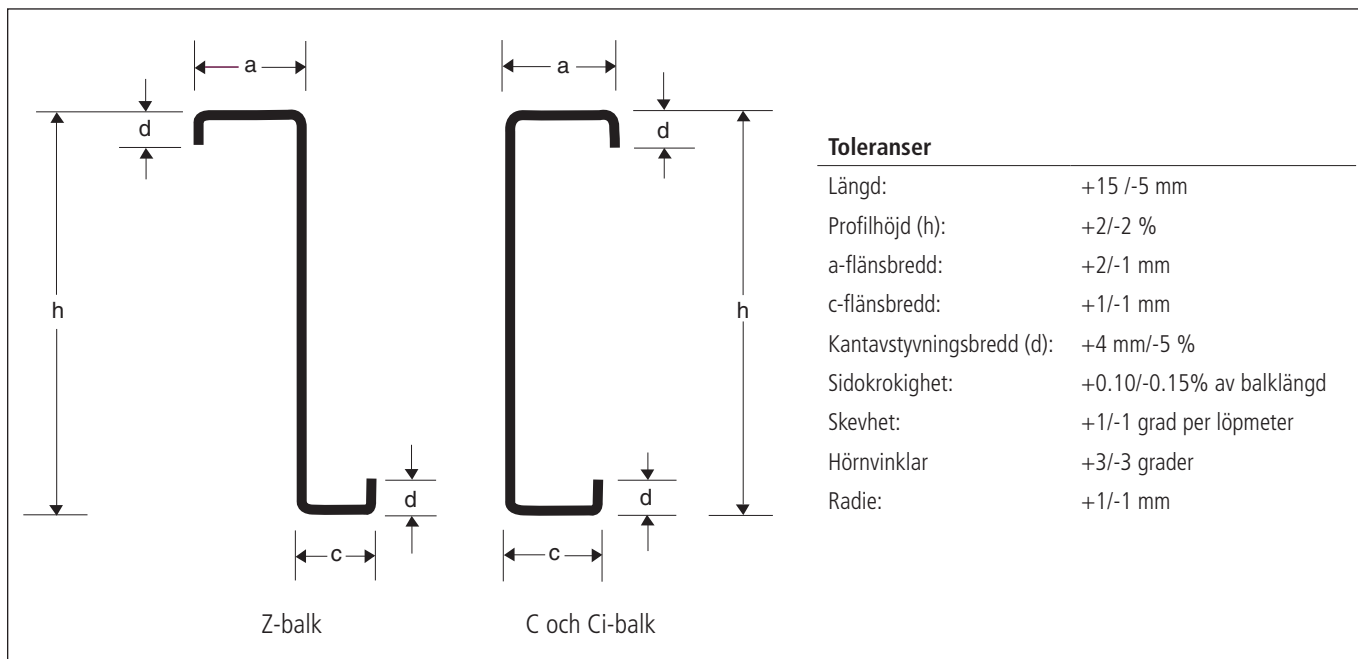 a
d
h
d
c
Z-balk
a
d
h
d
c
C och Ci-balk
Toleranser
Längd: +15 /-5 mm
Profilhöjd (h): +2/-2 %
a-flänsbredd: +2/-1 mm
c-flänsbredd: +1/-1 mm
Kantavstyvningsbredd (d): +4 mm/-5 %
Sidokrokighet: +0.10/-0.15% av balklängd
Skevhet: +1/-1 grad per löpmeter
Hörnvinklar +3/-3 grader
Radie: +1/-1 mm